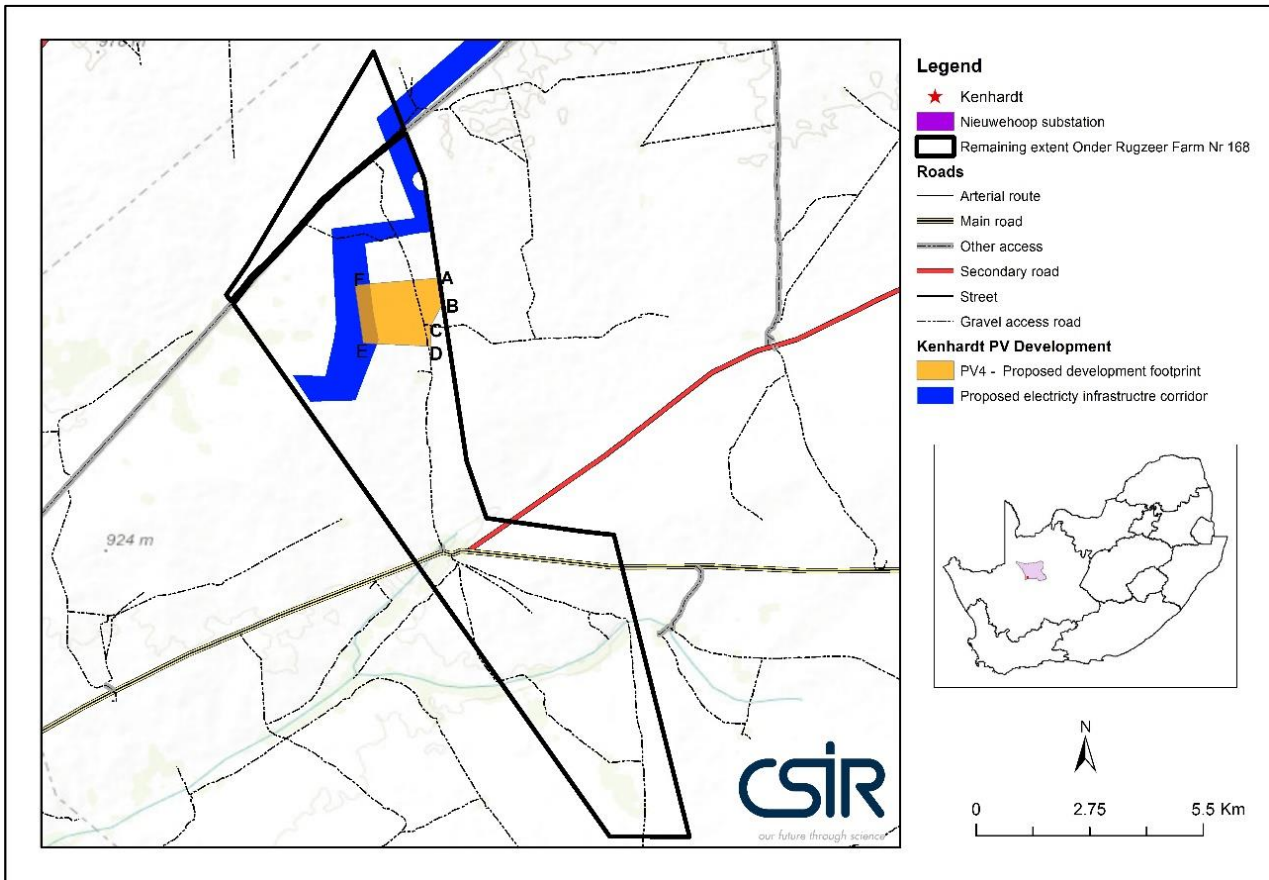 976 m
F
A
B
C
E
D
924 m
CSIR
our future through science
Legend
Kenhardt
Nieuwehoop substation
Remaining extent Onder Rugzeer Farm Nr 168
Roads
Arterial route
Main road
Other access
Secondary road
Street
Gravel access road
Kenhardt PV Development
PV4 - Proposed development footprint
Proposed electricty infrastructre corridor
N
0 2.75 5.5 Km